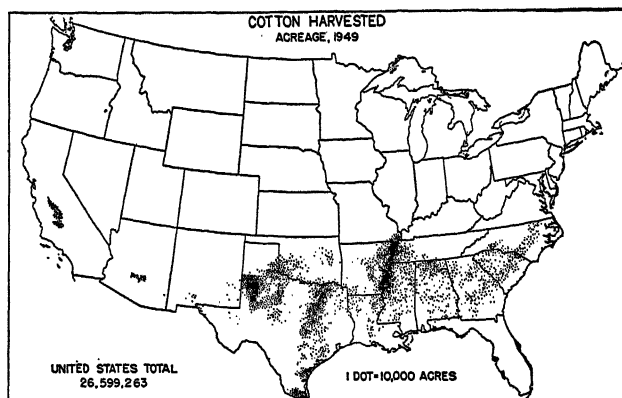 COTTON HARVESTED
ACREAGE, 1949
UNITED STATES TOTAL
26,599,263
1 DOT=10,000 ACRES